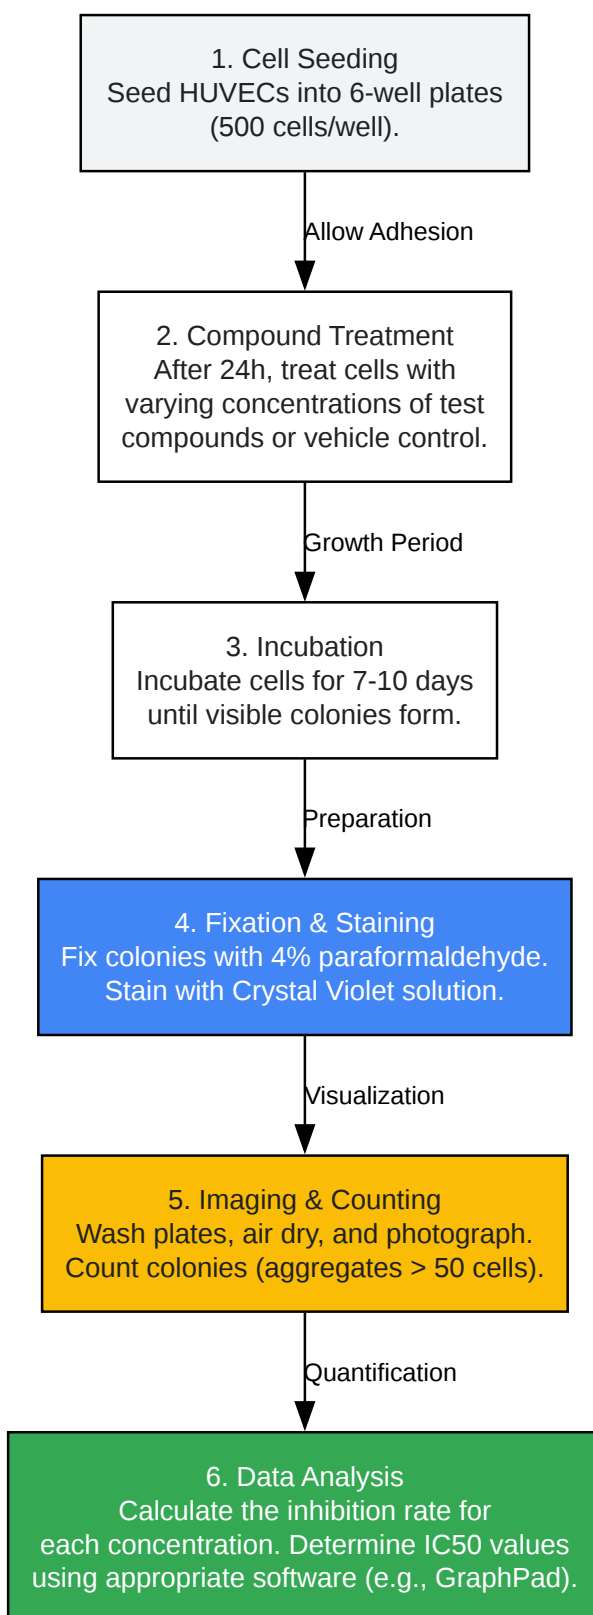 1. Cell Seeding
Seed HUVECs into 6-well plates
(500 cells/well).
Allow Adhesion
2. Compound Treatment
After 24h, treat cells with
varying concentrations of test
compounds or vehicle control.
Growth Period
3. Incubation
Incubate cells for 7-10 days
until visible colonies form.
Preparation
4. Fixation & Staining
Fix colonies with 4% paraformaldehyde.
Stain with Crystal Violet solution.
Visualization
5. Imaging & Counting
Wash plates, air dry, and photograph.
Count colonies (aggregates > 50 cells).
Quantification
6. Data Analysis
Calculate the inhibition rate for
each concentration. Determine IC50 values
using appropriate software (e.g., GraphPad).